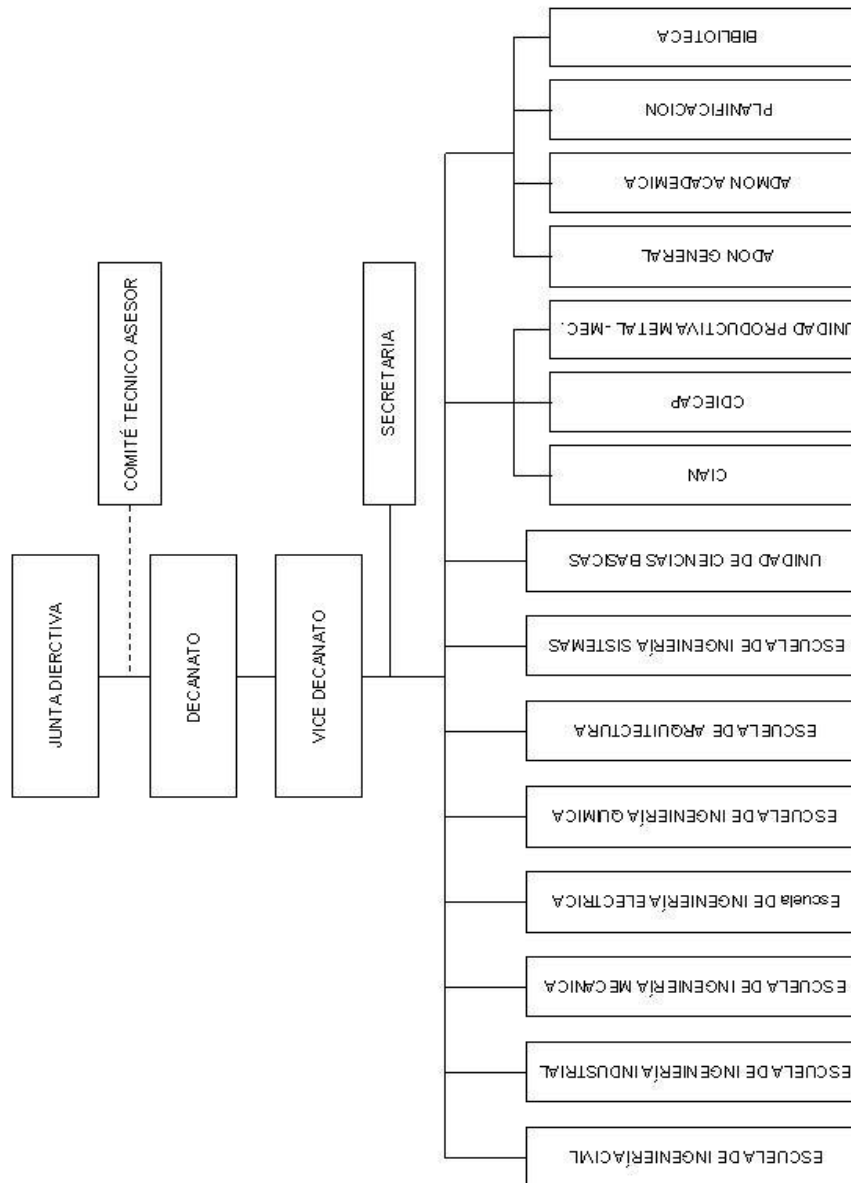 JUNTA DIERCTIVA
COMITÉ TECNICO ASESOR
DECANATO
VICE DECANATO
SECRETARIA
ESCUELA DE INGENIERÍA CIVIL
ESCUELA DE INGENIERÍA INDUSTRIAL
ESCUELA DE INGENIERÍA MECANICA
Escuela DE INGENIERÍA ELECTRICA
ESCUELA DE INGENIERÍA QUIMICA
ESCUELA DE ARQUITECTURA
ESCUELA DE INGENIERÍA SISTEMAS
UNIDAD DE CIENCIAS BASICAS
CIAN
CDIECAP
UNIDAD PRODUCTIVA METAL - MEC.
ADON GENERAL
ADMON ACADEMICA
PLANIFICACION
BIBLIOTECA